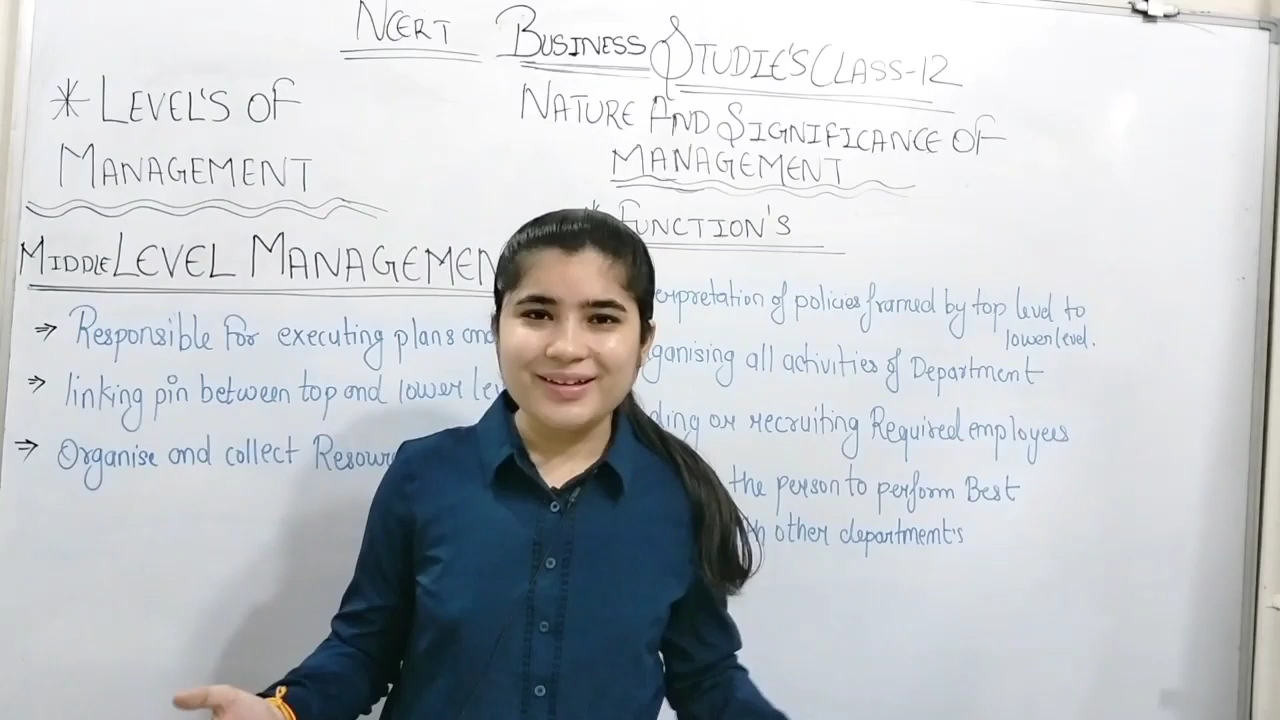 NCERT BUSINESS STUDIE'S CLASS-12
NATURE AND SIGNIFICANCE OF
MANAGEMENT
* LEVEL'S OF
MANAGEMENT
MIDDLE LEVEL MANAGEMEN
⇒ Responsible for executing plans and
⇒ linking pin between top and lower le
⇒ Organise and collect Resour
* FUNCTION'S
erpretation of policies framed by top level to
lower level.
ganising all activities of Department
ding or recruiting Required employees
the person to perform Best
other department's